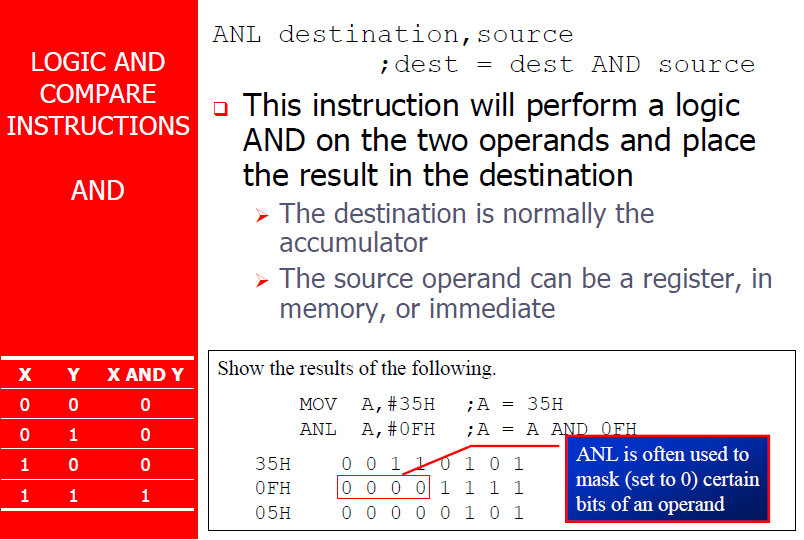 LOGIC AND
COMPARE
INSTRUCTIONS
AND
X Y X AND Y
0 0 0
0 1 0
1 0 0
1 1 1
ANL destination,source
;dest = dest AND source
This instruction will perform a logic
AND on the two operands and place
the result in the destination
The destination is normally the
accumulator
The source operand can be a register, in
memory, or immediate
Show the results of the following.
MOV A,#35H ;A = 35H
ANL A,#0FH ;A = A AND 0FH
35H 0 0 1 1 0 1 0 1
0FH 0 0 0 0 1 1 1 1
05H 0 0 0 0 0 1 0 1
ANL is often used to
mask (set to 0) certain
bits of an operand